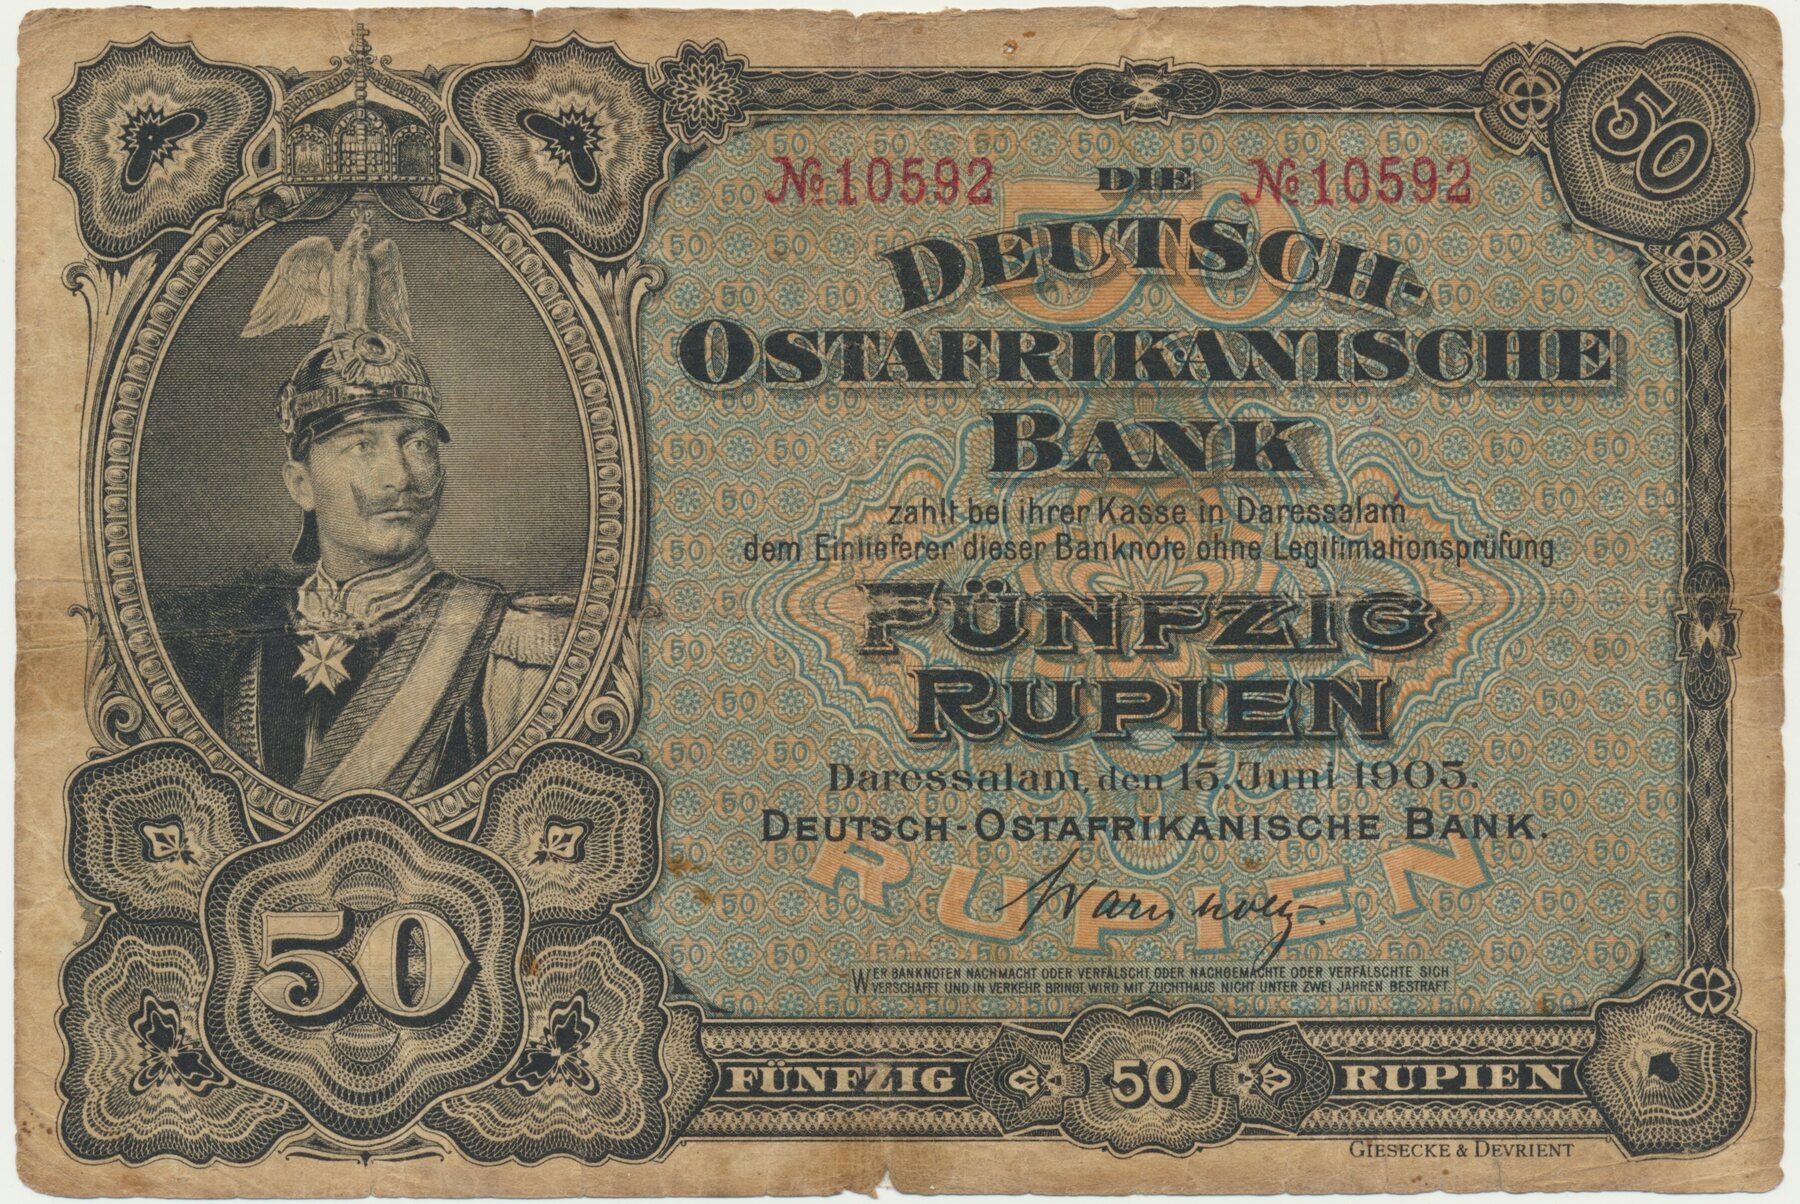 50
№10592 DIE №10592
DEUTSCH-
OSTAFRIKANISCHE
BANK
zahlt bei ihrer Kasse in Daressalam
dem Einlieferer dieser Banknote ohne Legitimationsprüfung
FÜNFZIG
RUPIEN
Daressalam, den 15. Juni 1905.
DEUTSCH-OSTAFRIKANISCHE BANK.
RUPIEN
WER BANKNOTEN NACHMACHT ODER VERFÄLSCHT, ODER NACHGEMACHTE ODER VERFÄLSCHTE SICH
VERSCHAFFT UND IN VERKEHR BRINGT, WIRD MIT ZUCHTHAUS NICHT UNTER ZWEI JAHREN BESTRAFT.
50
FÜNFZIG 50 RUPIEN
GIESECKE & DEVRIENT